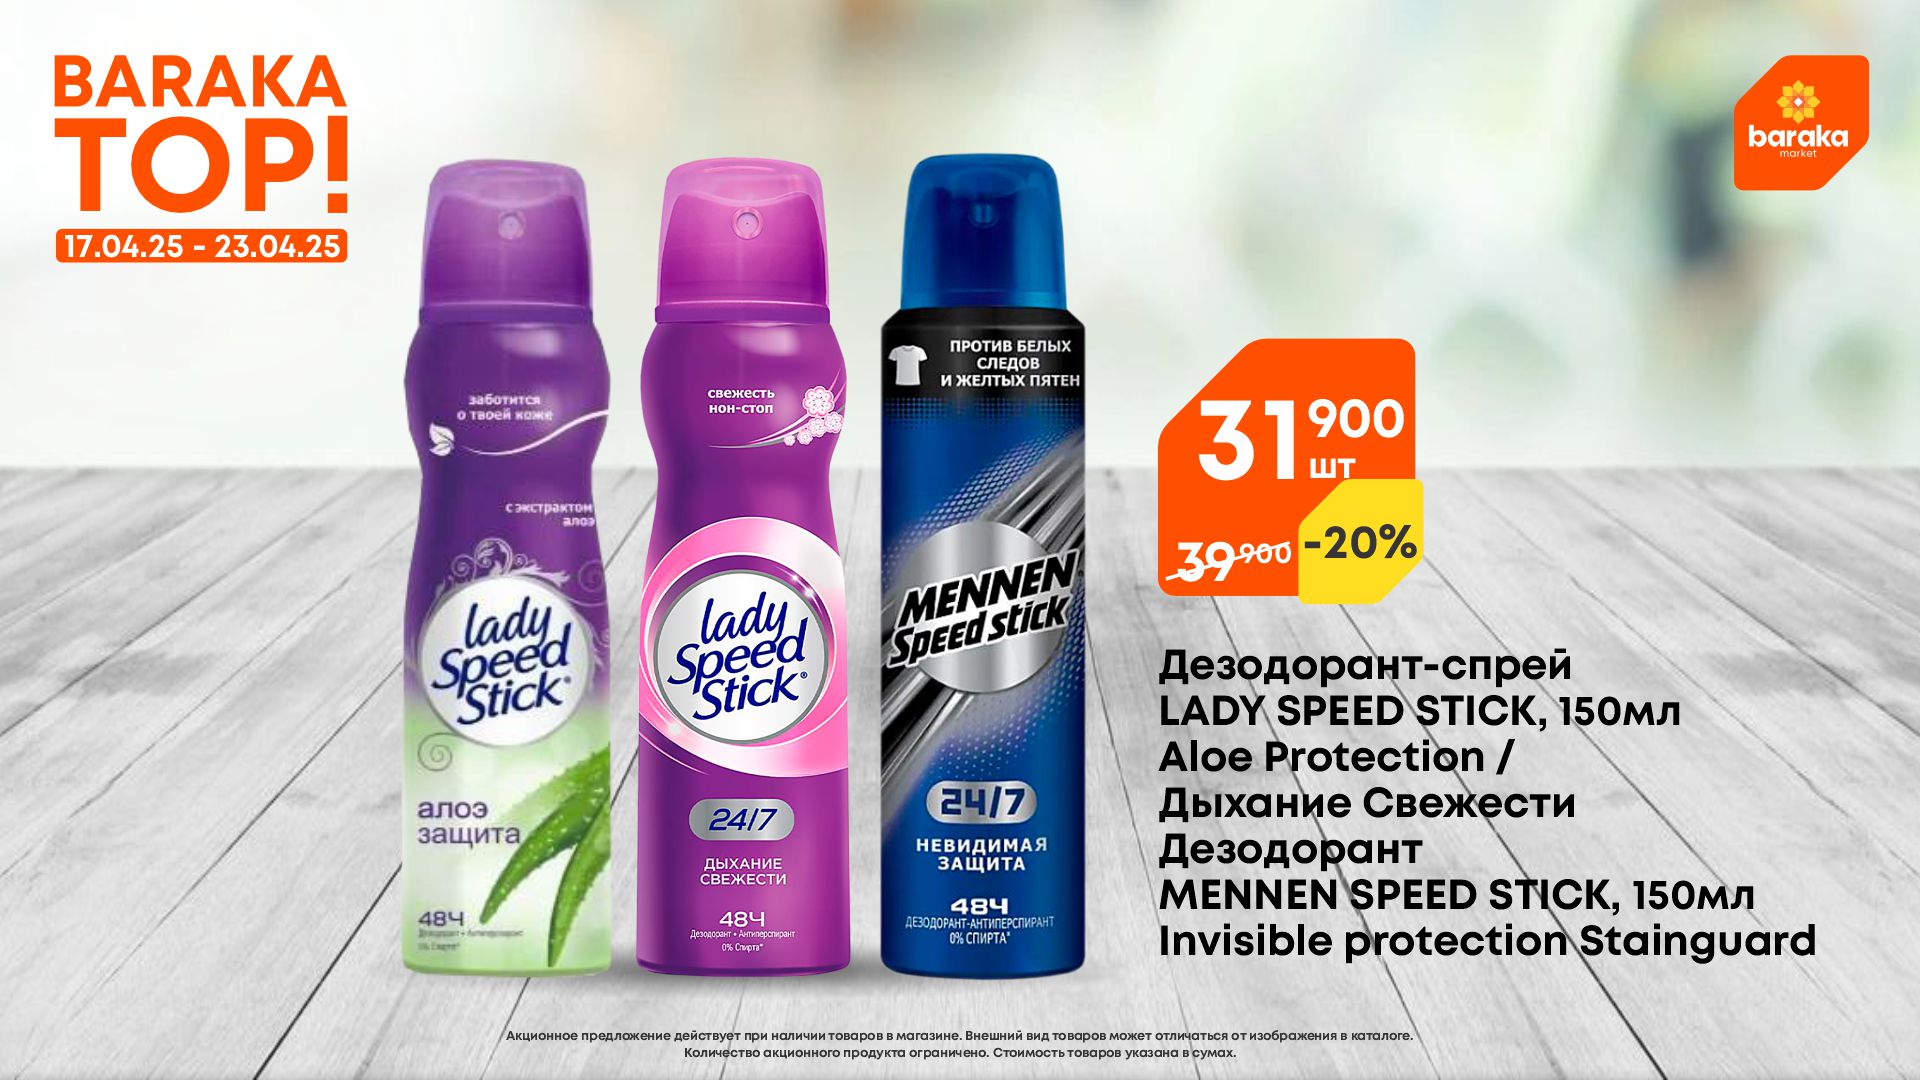 BARAKA
TOP!
17.04.25 - 23.04.25
baraka
market
заботится
о твоей коже
с экстрактом
алоэ
lady
Speed
Stick
алоэ
защита
48Ч
Дезодорант • Антиперспирант
0% Спирта*
свежесть
нон-стоп
lady
Speed
Stick®
24/7
ДЫХАНИЕ
СВЕЖЕСТИ
48Ч
Дезодорант • Антиперспирант
0% Спирта*
ПРОТИВ БЕЛЫХ
СЛЕДОВ
И ЖЕЛТЫХ ПЯТЕН
MENNEN
Speed stick
24/7
НЕВИДИМАЯ
ЗАЩИТА
48Ч
ДЕЗОДОРАНТ-АНТИПЕРСПИРАНТ
0% СПИРТА*
31 900
шт
39 900
-20%
Дезодорант-спрей
LADY SPEED STICK, 150мл
Aloe Protection /
Дыхание Свежести
Дезодорант
MENNEN SPEED STICK, 150мл
Invisible protection Stainguard
Акционное предложение действует при наличии товаров в магазине. Внешний вид товаров может отличаться от изображения в каталоге.
Количество акционного продукта ограничено. Стоимость товаров указана в сумах.